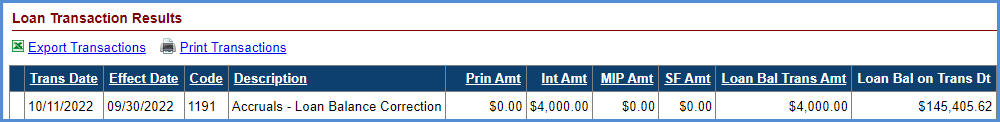 Loan Transaction Results
Export Transactions Print Transactions
Trans Date Effect Date Code Description Prin Amt Int Amt MIP Amt SF Amt Loan Bal Trans Amt Loan Bal on Trans Dt
10/11/2022 09/30/2022 1191 Accruals - Loan Balance Correction $0.00 $4,000.00 $0.00 $0.00 $4,000.00 $145,405.62